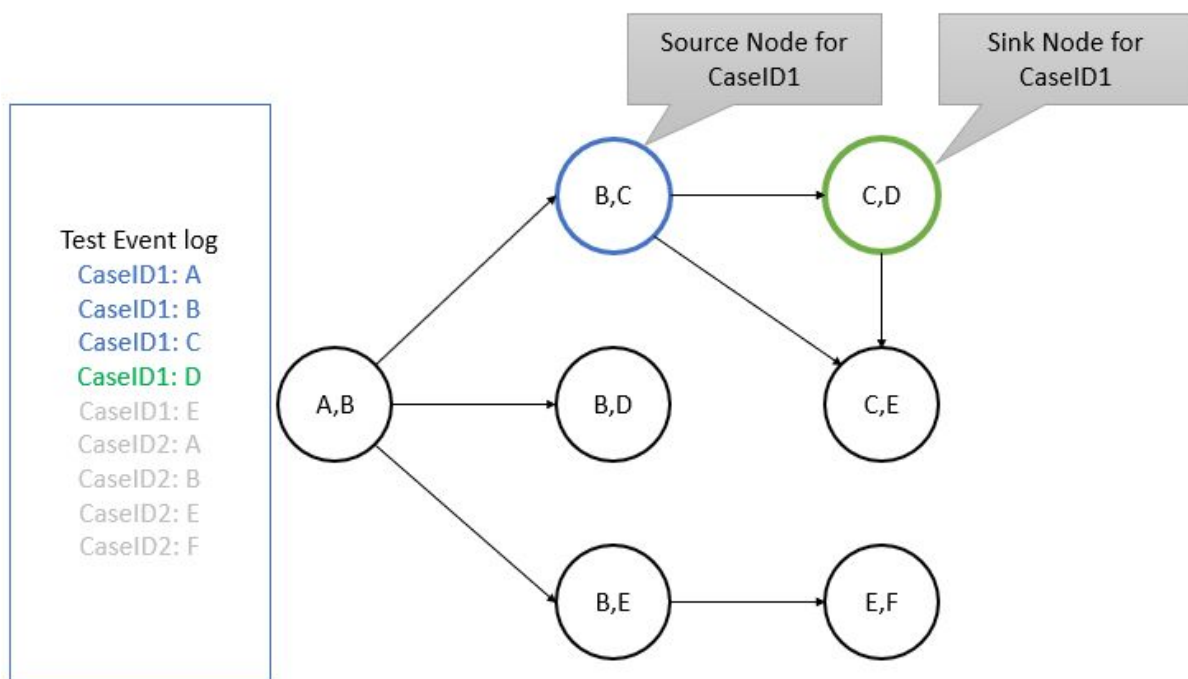 Source Node for
CaseID1
Sink Node for
CaseID1
Test Event log
CaseID1: A
CaseID1: B
CaseID1: C
CaseID1: D
CaseID1: E
CaseID2: A
CaseID2: B
CaseID2: E
CaseID2: F
A,B
B,C
C,D
B,D
C,E
B,E
E,F